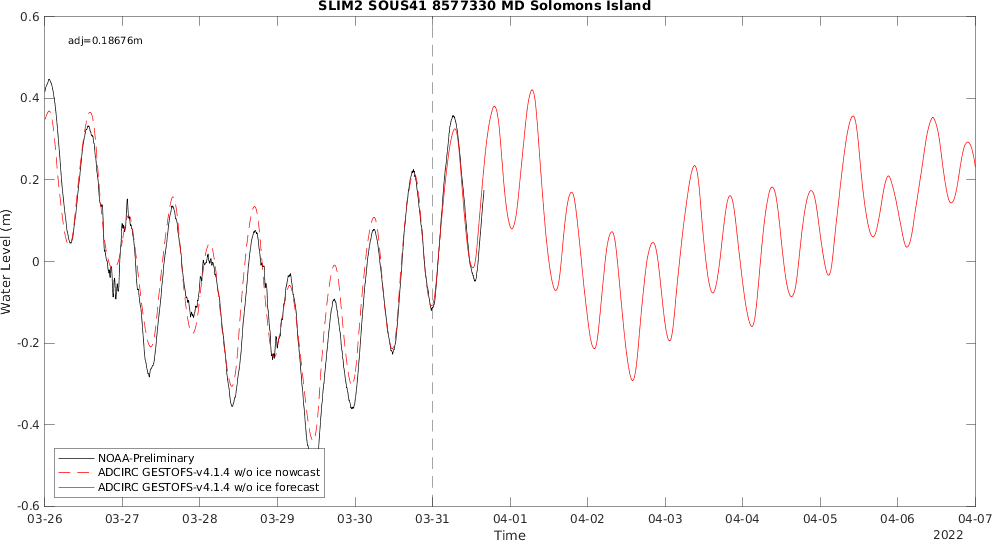 SLIM2 SOUS41 8577330 MD Solomons Island
adj=0.18676m
0.6
0.4
0.2
0
-0.2
-0.4
-0.6
Water Level (m)
NOAA-Preliminary
ADCIRC GESTOFS-v4.1.4 w/o ice nowcast
ADCIRC GESTOFS-v4.1.4 w/o ice forecast
03-26 03-27 03-28 03-29 03-30 03-31 04-01 04-02 04-03 04-04 04-05 04-06 04-07
Time
2022